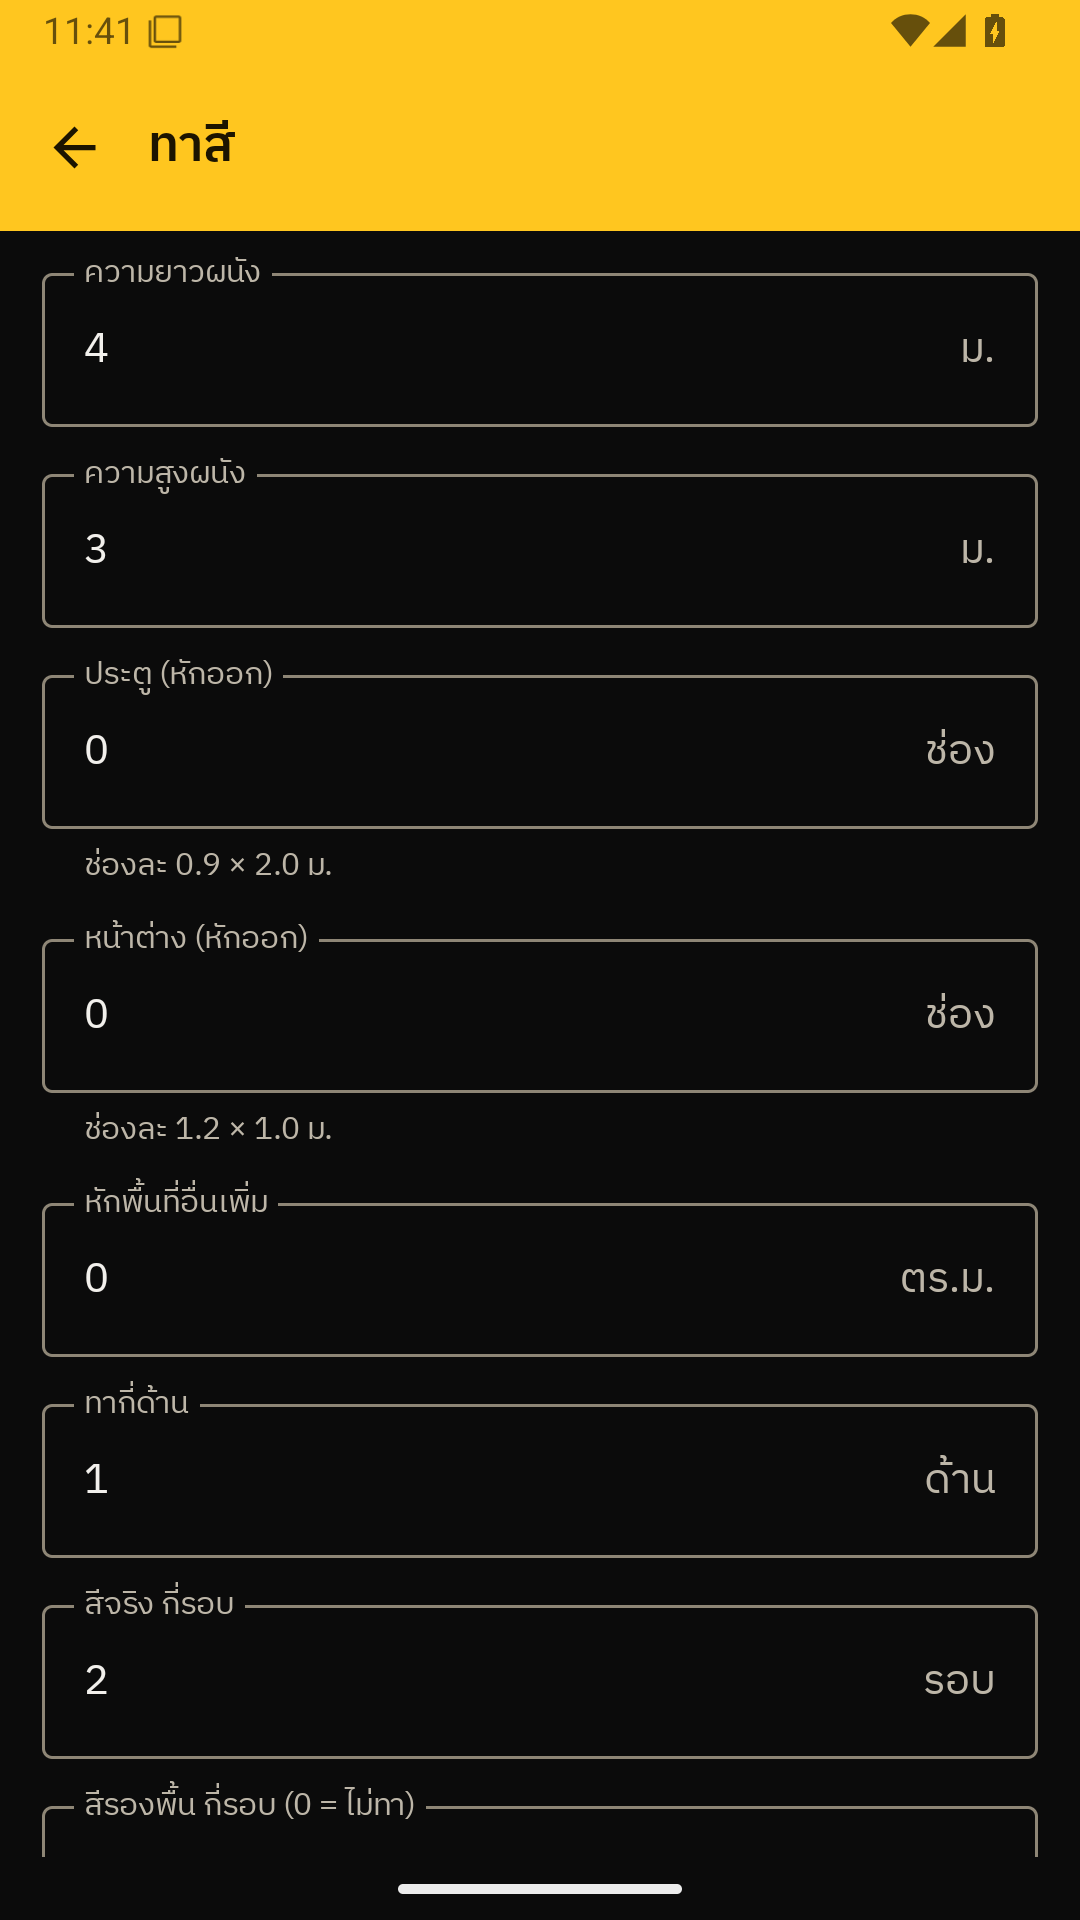 11:41
ทาสี
ความยาวผนัง
4 ม.
ความสูงผนัง
3 ม.
ประตู (หักออก)
0 ช่อง
ช่องละ 0.9 × 2.0 ม.
หน้าต่าง (หักออก)
0 ช่อง
ช่องละ 1.2 × 1.0 ม.
หักพื้นที่อื่นเพิ่ม
0 ตร.ม.
ทากี่ด้าน
1 ด้าน
สีจริง กี่รอบ
2 รอบ
สีรองพื้น กี่รอบ (0 = ไม่ทา)